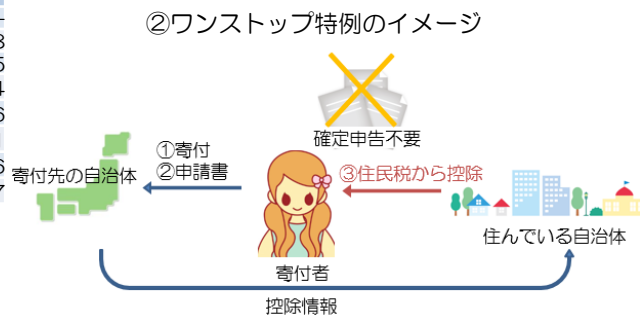 ②ワンストップ特例のイメージ
確定申告不要
①寄付
②申請書
寄付先の自治体
③住民税から控除
住んでいる自治体
寄付者
控除情報